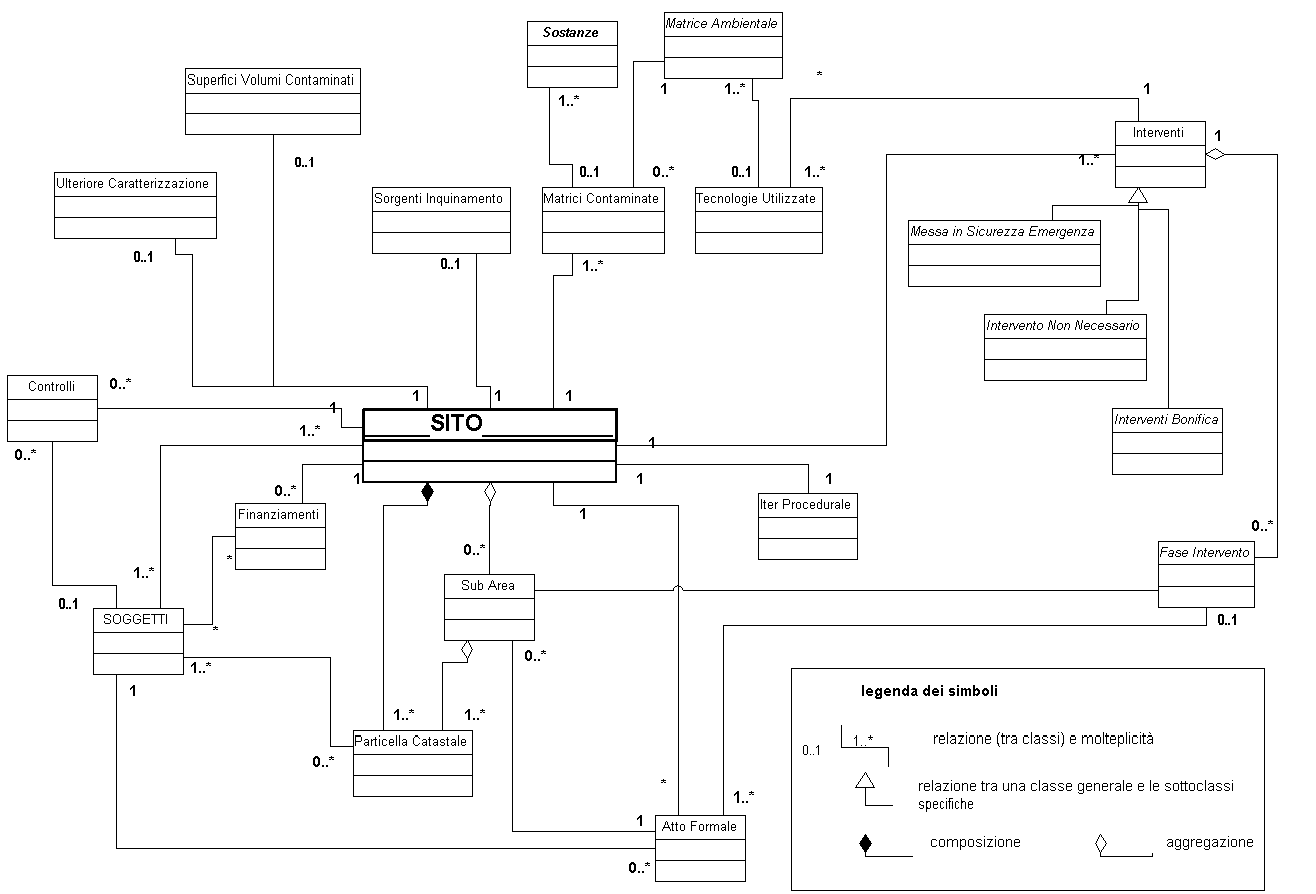 Matrice Ambientale
Sostanze
Superfici Volumi Contaminati
*
1
1..*
1
1..*
Interventi
1
0..1
1..*
Ulteriore Caratterizzazione
0..1
0..*
0..1
1..*
Sorgenti Inquinamento
Matrici Contaminate
Tecnologie Utilizzate
Messa in Sicurezza Emergenza
0..1
0..1
1..*
Intervento Non Necessario
Controlli
0..*
1
1
1
1
Interventi Bonifica
SITO
1..*
1
0..*
1
1
1
0..*
Finanziamenti
Iter Procedurale
1
0..*
*
0..*
Fase Intervento
1..*
Sub Area
0..1
SOGGETTI
*
0..1
0..*
1..*
1
legenda dei simboli
1..*
1..*
Particella Catastale
0..*
0..1
1..*
relazione (tra classi) e molteplicità
*
relazione tra una classe generale e le sottoclassi
specifiche
1..*
1
Atto Formale
composizione
aggregazione
0..*